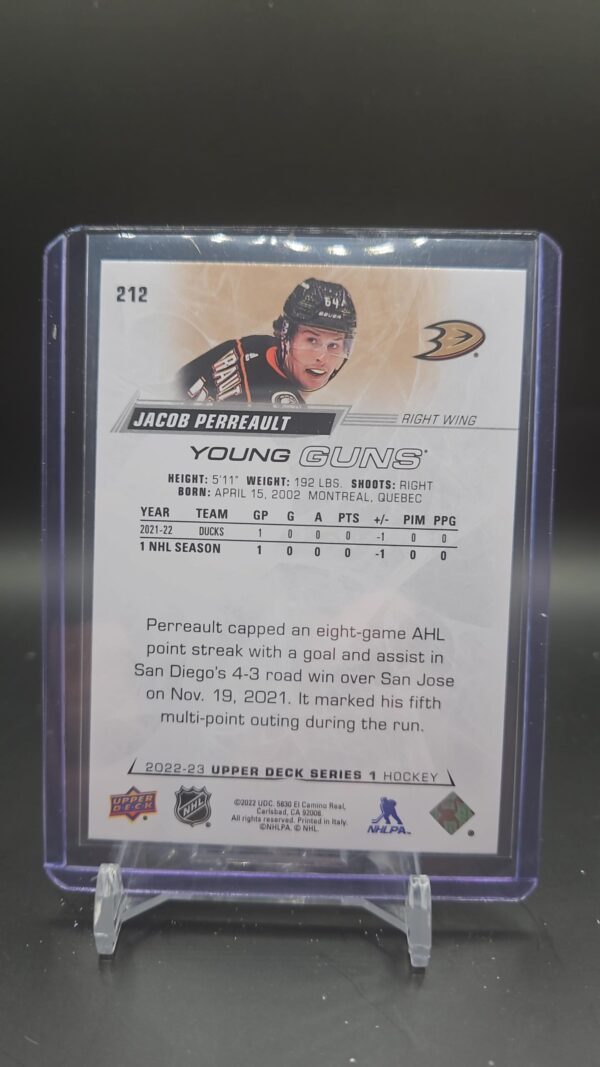 212
64
BAUER
JACOB PERREAULT
RIGHT WING
YOUNG GUNS
HEIGHT: 5'11" WEIGHT: 192 LBS. SHOOTS: RIGHT
BORN: APRIL 15, 2002 MONTREAL, QUEBEC
YEAR TEAM GP G A PTS +/- PIM PPG
2021-22 DUCKS 1 0 0 0 -1 0 0
1 NHL SEASON 1 0 0 0 -1 0 0
Perreault capped an eight-game AHL
point streak with a goal and assist in
San Diego's 4-3 road win over San Jose
on Nov. 19, 2021. It marked his fifth
multi-point outing during the run.
2022-23 UPPER DECK SERIES 1 HOCKEY
UPPER
DECK
NHL
©2022 UDC. 5830 El Camino Real,
Carlsbad, CA 92008.
All rights reserved. Printed in Italy.
©NHLPA. © NHL.
NHLPA